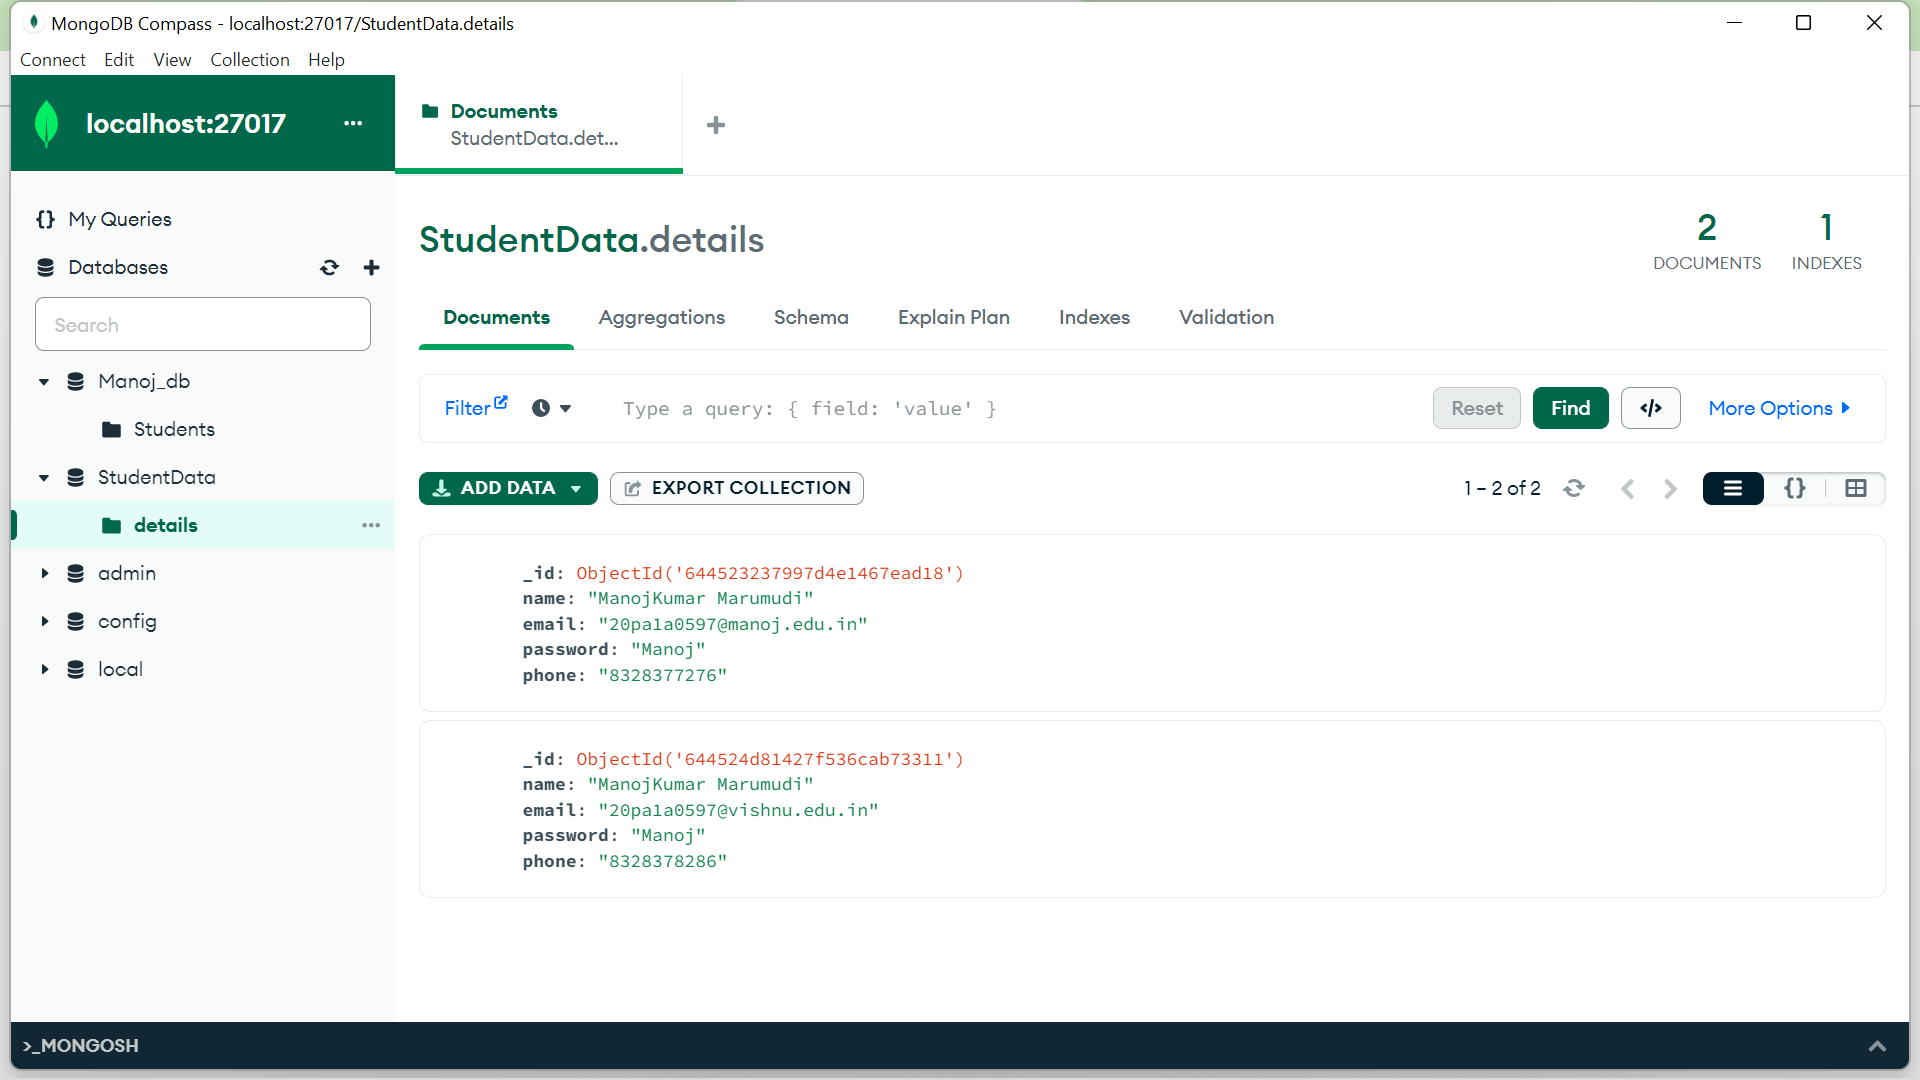 MongoDB Compass - localhost:27017/StudentData.details
Connect Edit View Collection Help
localhost:27017 ...
Documents
StudentData.det...
+
{} My Queries
Databases
Search
Manoj_db
Students
StudentData
details ...
admin
config
local
StudentData.details
2
DOCUMENTS
1
INDEXES
Documents Aggregations Schema Explain Plan Indexes Validation
Filter Type a query: { field: 'value' } Reset Find </> More Options
ADD DATA EXPORT COLLECTION 1 – 2 of 2 {}
_id: ObjectId('644523237997d4e1467ead18')
name: "ManojKumar Marumudi"
email: "20pa1a0597@manoj.edu.in"
password: "Manoj"
phone: "8328377276"
_id: ObjectId('644524d81427f536cab73311')
name: "ManojKumar Marumudi"
email: "20pa1a0597@vishnu.edu.in"
password: "Manoj"
phone: "8328378286"
>_MONGOSH